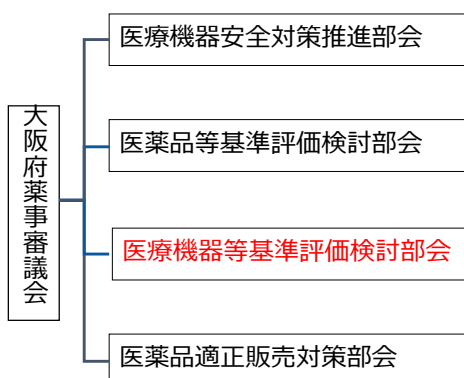 大阪府薬事審議会
医療機器安全対策推進部会
医薬品等基準評価検討部会
医療機器等基準評価検討部会
医薬品適正販売対策部会